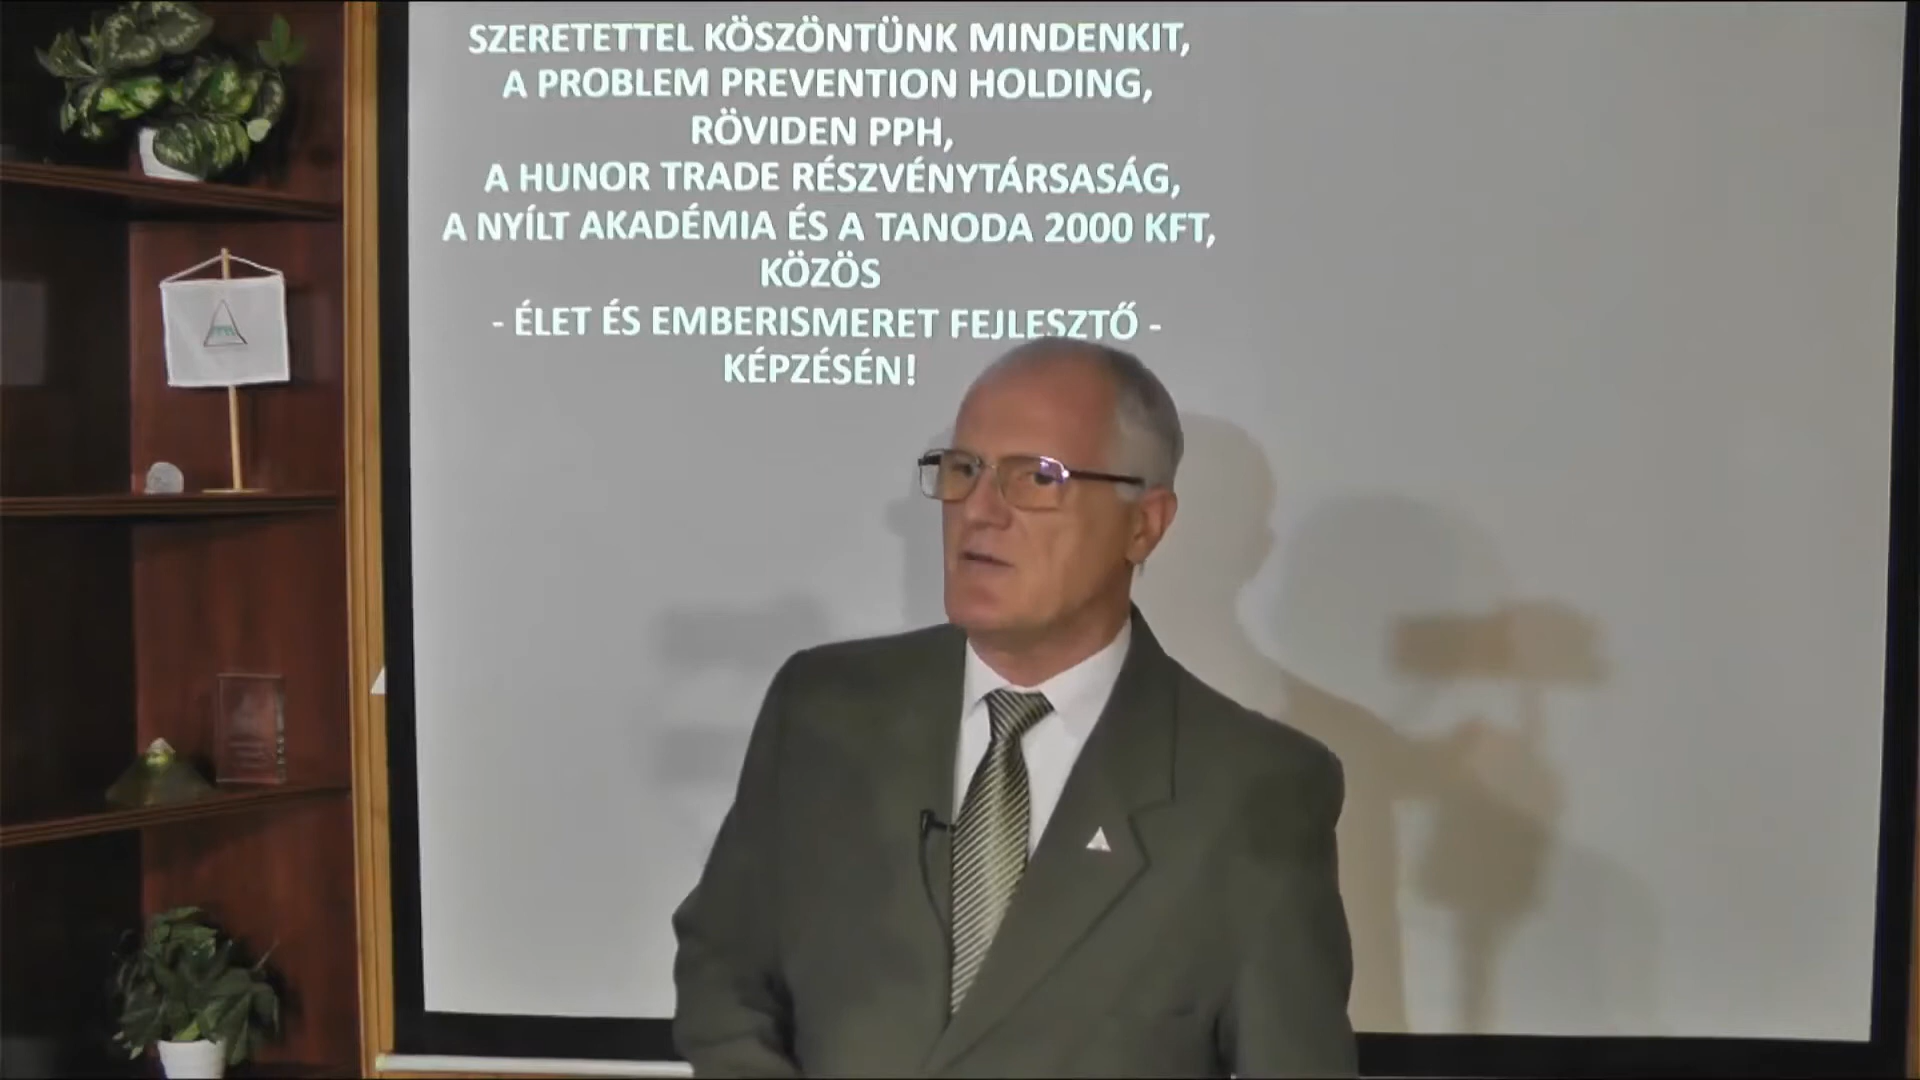 SZERETETTEL KÖSZÖNTÜNK MINDENKIT,
A PROBLEM PREVENTION HOLDING,
RÖVIDEN PPH,
A HUNOR TRADE RÉSZVÉNYTÁRSASÁG,
A NYÍLT AKADÉMIA ÉS A TANODA 2000 KFT,
KÖZÖS
- ÉLET ÉS EMBERISMERET FEJLESZTŐ -
KÉPZÉSÉN!